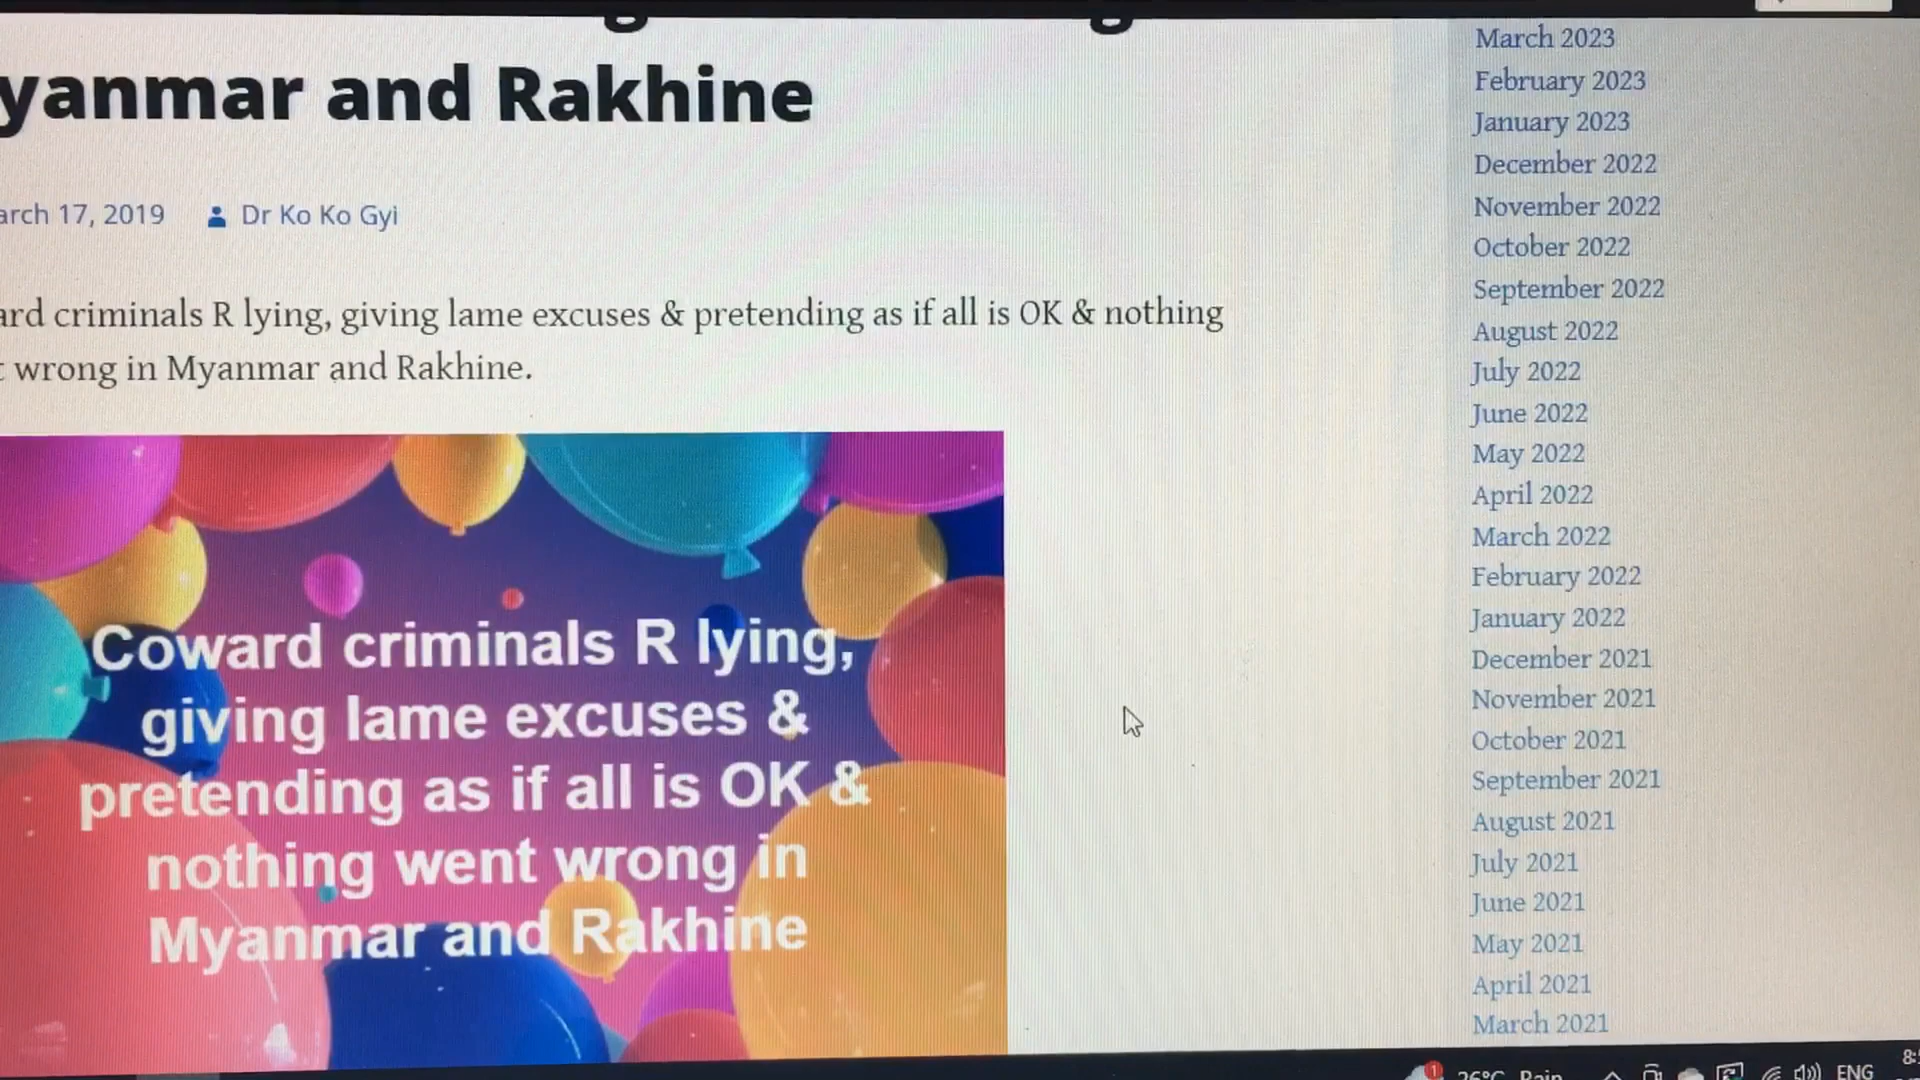 yanmar and Rakhine
arch 17, 2019 Dr Ko Ko Gyi
ard criminals R lying, giving lame excuses & pretending as if all is OK & nothing
wrong in Myanmar and Rakhine.
Coward criminals R lying,
giving lame excuses &
pretending as if all is OK &
nothing went wrong in
Myanmar and Rakhine
March 2023
February 2023
January 2023
December 2022
November 2022
October 2022
September 2022
August 2022
July 2022
June 2022
May 2022
April 2022
March 2022
February 2022
January 2022
December 2021
November 2021
October 2021
September 2021
August 2021
July 2021
June 2021
May 2021
April 2021
March 2021
1 26°C Rain ENG